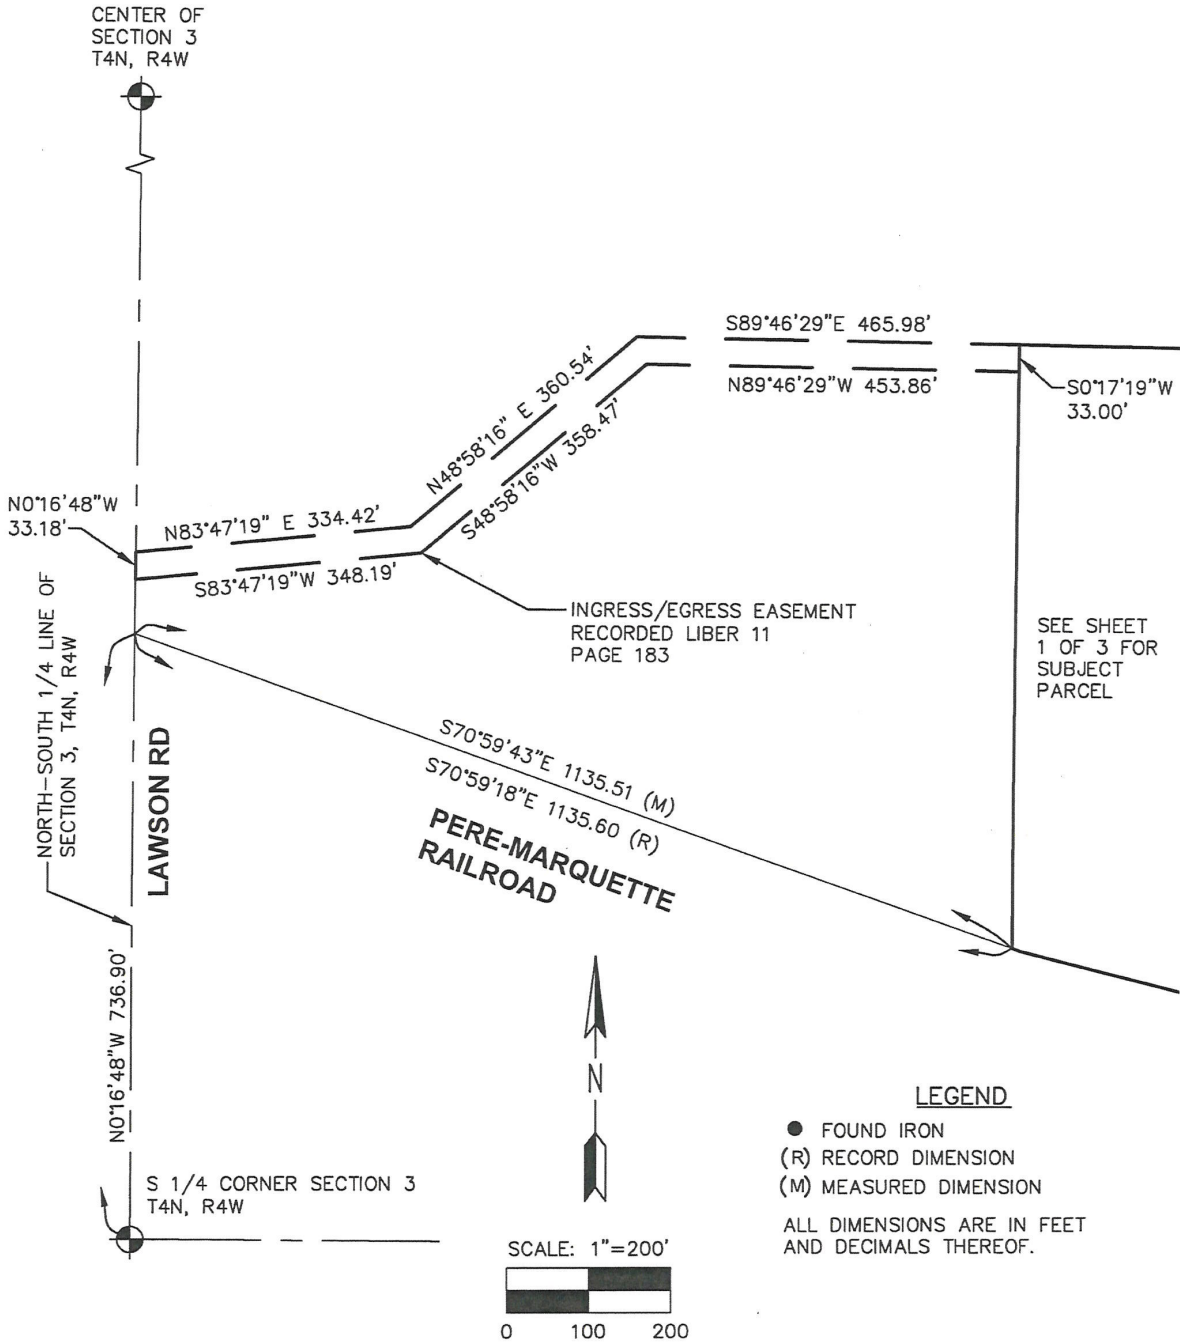 CENTER OF
SECTION 3
T4N, R4W
S89°46'29"E 465.98'
N89°46'29"W 453.86'
S0°17'19"W
33.00'
N48°58'16" E 360.54'
S48°58'16"W 358.47'
N0°16'48"W
33.18'
N83°47'19" E 334.42'
S83°47'19"W 348.19'
INGRESS/EGRESS EASEMENT
RECORDED LIBER 11
PAGE 183
SEE SHEET
1 OF 3 FOR
SUBJECT
PARCEL
NORTH-SOUTH 1/4 LINE OF
SECTION 3, T4N, R4W
LAWSON RD
S70°59'43"E 1135.51 (M)
S70°59'18"E 1135.60 (R)
PERE-MARQUETTE
RAILROAD
N0°16'48"W 736.90'
N
S 1/4 CORNER SECTION 3
T4N, R4W
LEGEND
FOUND IRON
(R) RECORD DIMENSION
(M) MEASURED DIMENSION
ALL DIMENSIONS ARE IN FEET
AND DECIMALS THEREOF.
SCALE: 1"=200'
0 100 200